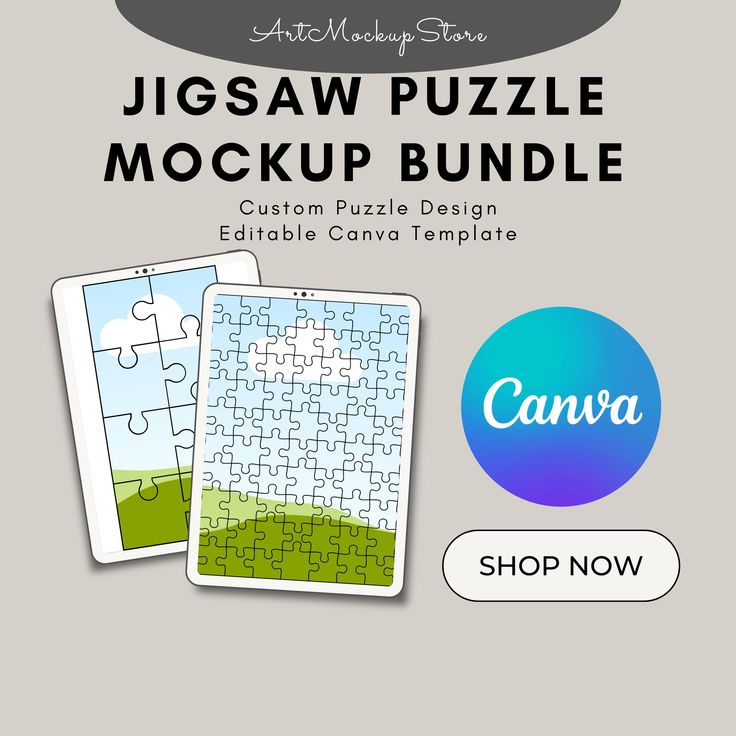 ArtMockupStore
JIGSAW PUZZLE
MOCKUP BUNDLE
Custom Puzzle Design
Editable Canva Template
Canva
SHOP NOW